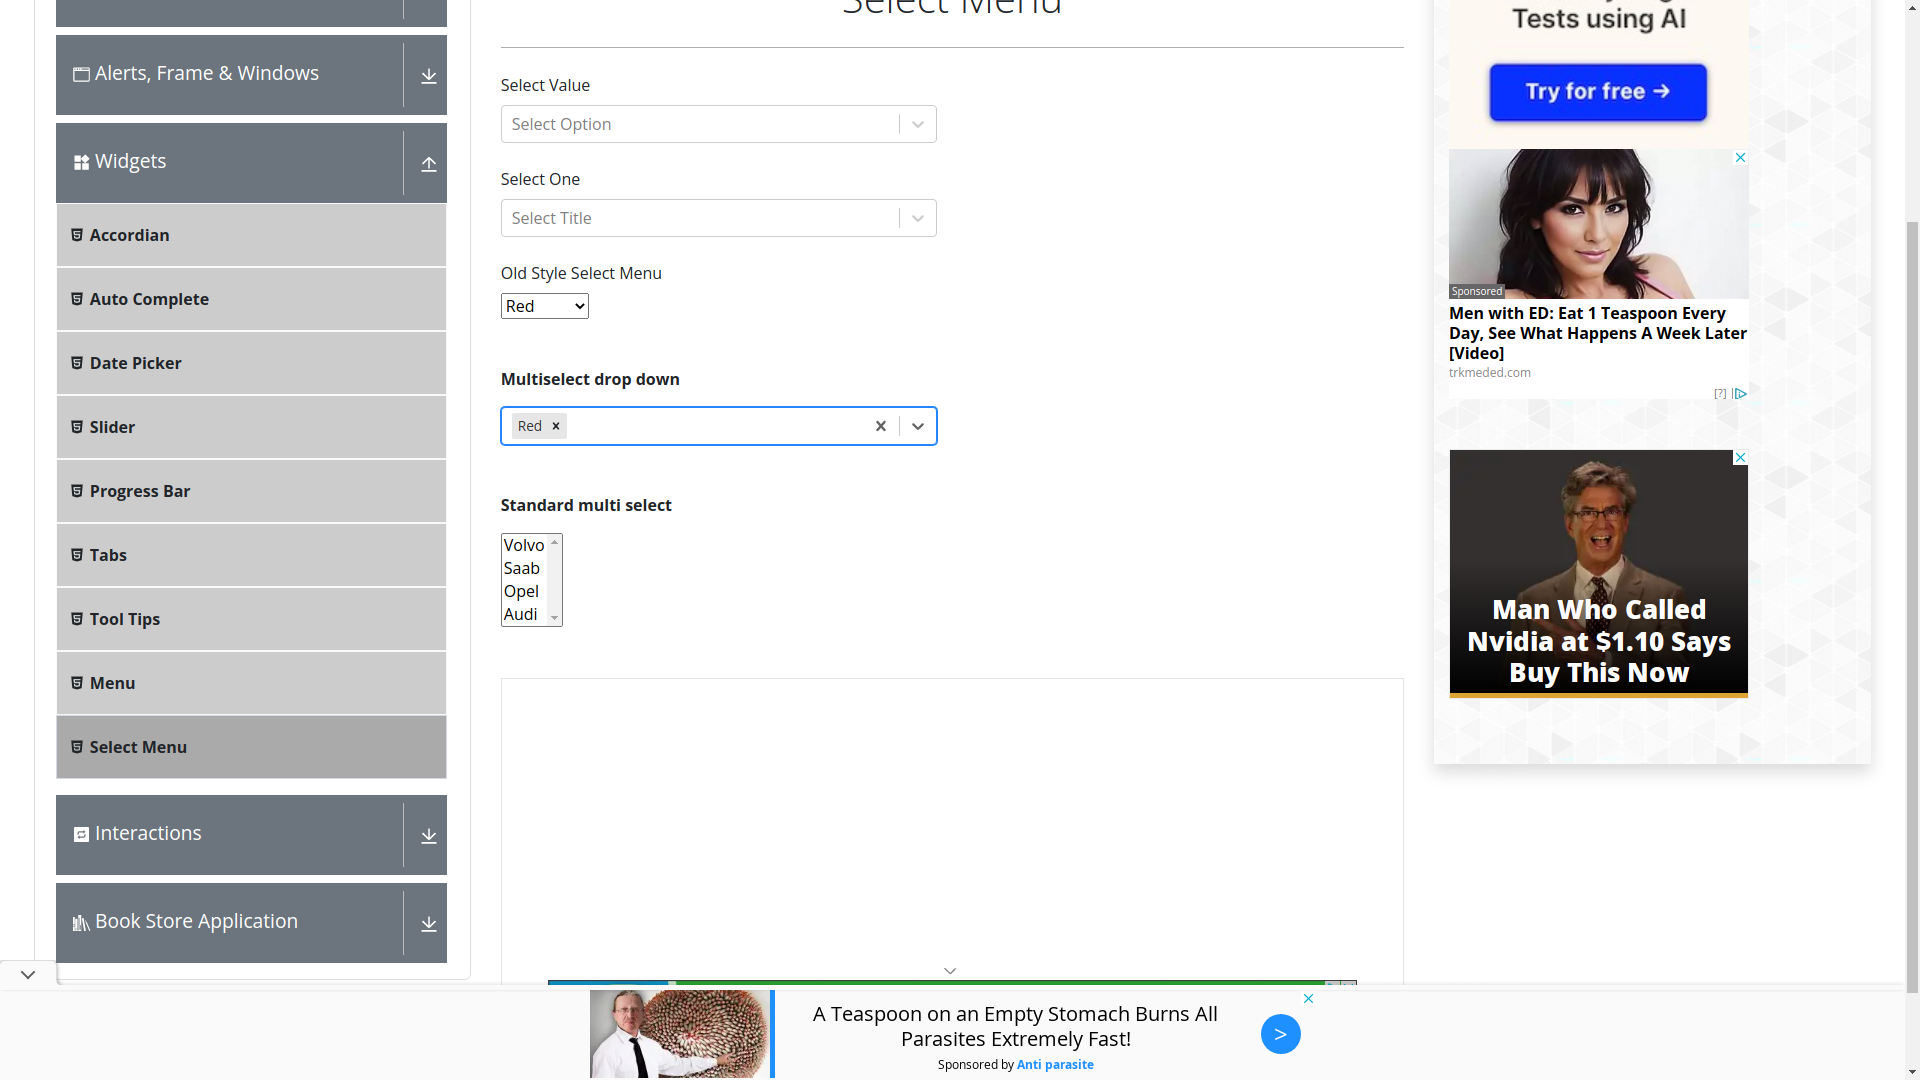 Select Menu
Alerts, Frame & Windows
Widgets
Accordian
Auto Complete
Date Picker
Slider
Progress Bar
Tabs
Tool Tips
Menu
Select Menu
Interactions
Book Store Application
Select Value
Select Option
Select One
Select Title
Old Style Select Menu
Red
Multiselect drop down
Red
Standard multi select
Volvo
Saab
Opel
Audi
Tests using AI
Try for free →
Sponsored
Men with ED: Eat 1 Teaspoon Every
Day, See What Happens A Week Later
[Video]
trkmeded.com
[?]
Man Who Called
Nvidia at $1.10 Says
Buy This Now
A Teaspoon on an Empty Stomach Burns All
Parasites Extremely Fast!
Sponsored by Anti parasite